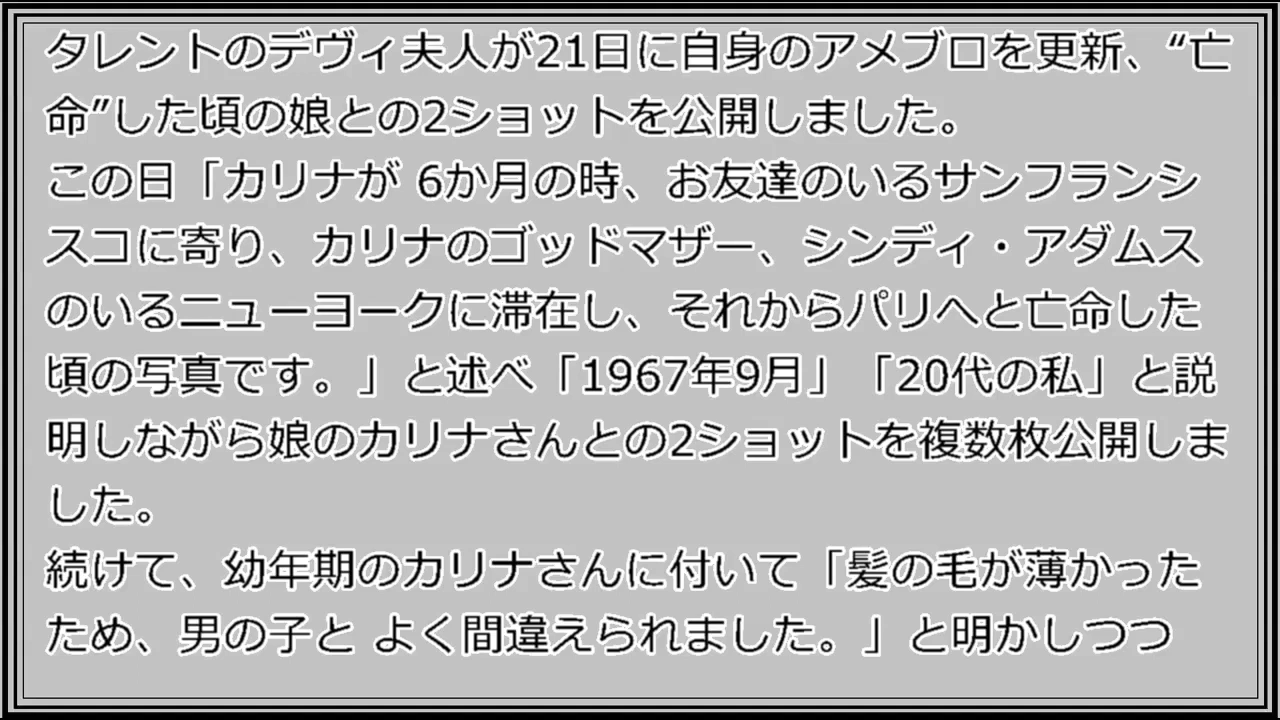 タレントのデヴィ夫人が21日に自身のアメブロを更新、“亡
命”した頃の娘との2ショットを公開しました。
この日「カリナが 6か月の時、お友達のいるサンフランシ
スコに寄り、カリナのゴッドマザー、シンディ・アダムス
のいるニューヨークに滞在し、それからパリへと亡命した
頃の写真です。」と述べ「1967年9月」「20代の私」と説
明しながら娘のカリナさんとの2ショットを複数枚公開しま
した。
続けて、幼年期のカリナさんに付いて「髪の毛が薄かった
ため、男の子と よく間違えられました。」と明かしつつ